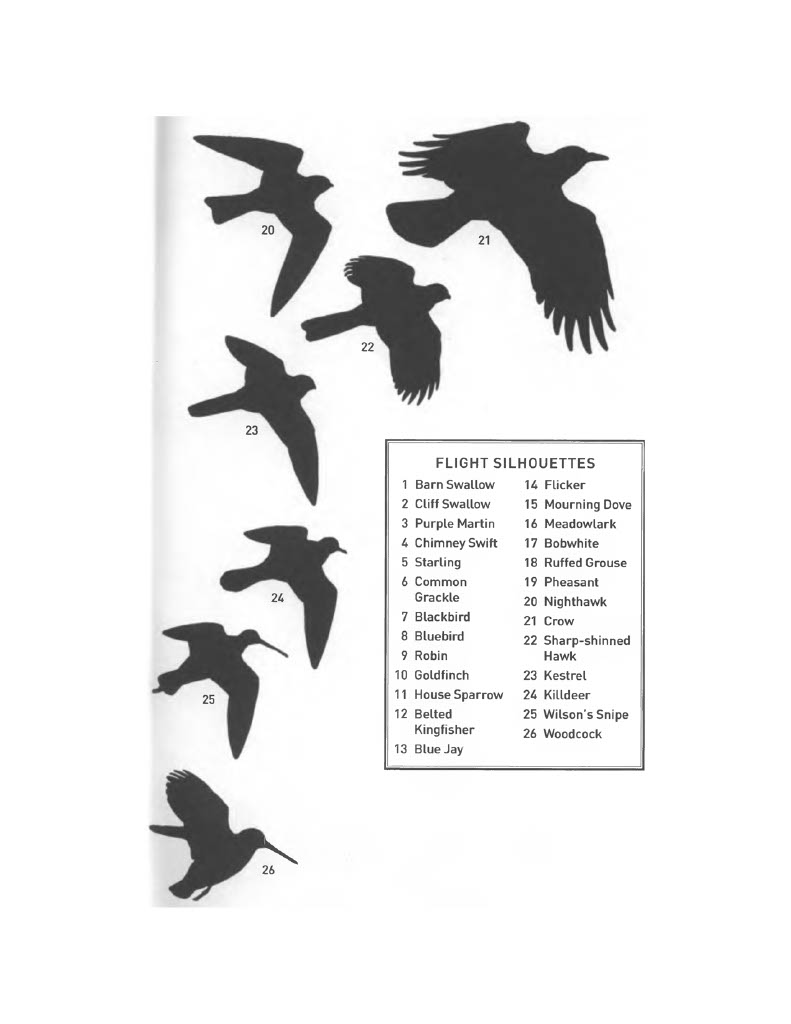 20
21
22
23
FLIGHT SILHOUETTES
1 Barn Swallow
2 Cliff Swallow
3 Purple Martin
4 Chimney Swift
5 Starling
6 Common
Grackle
7 Blackbird
8 Bluebird
9 Robin
10 Goldfinch
11 House Sparrow
12 Belted
Kingfisher
13 Blue Jay
14 Flicker
15 Mourning Dove
16 Meadowlark
17 Bobwhite
18 Ruffed Grouse
19 Pheasant
20 Nighthawk
21 Crow
22 Sharp-shinned
Hawk
23 Kestrel
24 Killdeer
25 Wilson's Snipe
26 Woodcock
24
25
26